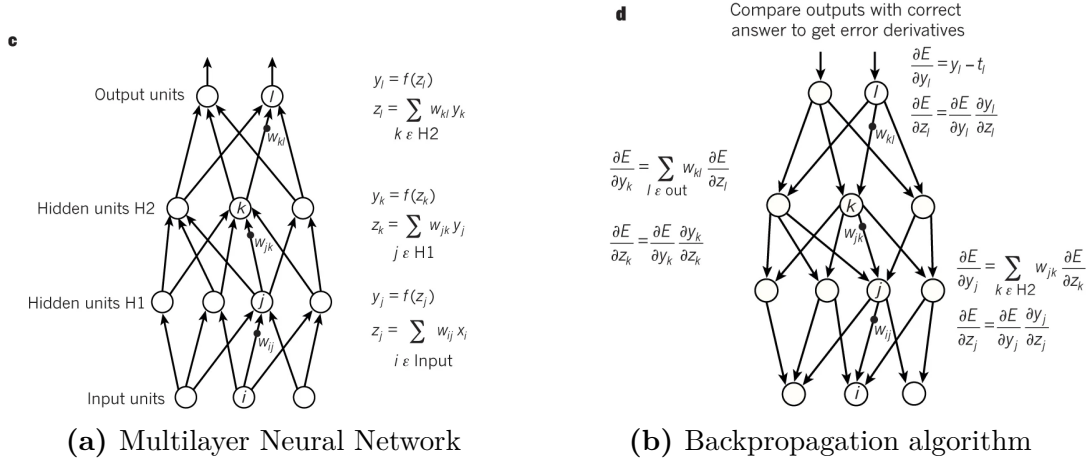 c
Output units
l
y_l = f(z_l)
z_l = ∑ w_kl y_k
k ε H2
w_kl
Hidden units H2
k
y_k = f(z_k)
z_k = ∑ w_jk y_j
j ε H1
w_jk
Hidden units H1
j
y_j = f(z_j)
z_j = ∑ w_ij x_i
i ε Input
w_ij
Input units
i
(a) Multilayer Neural Network
d
Compare outputs with correct
answer to get error derivatives
l
∂E/∂y_l = y_l − t_l
∂E/∂z_l = ∂E/∂y_l ∂y_l/∂z_l
w_kl
∂E/∂y_k = ∑ w_kl ∂E/∂z_l
l ε out
k
∂E/∂z_k = ∂E/∂y_k ∂y_k/∂z_k
w_jk
∂E/∂y_j = ∑ w_jk ∂E/∂z_k
k ε H2
j
∂E/∂z_j = ∂E/∂y_j ∂y_j/∂z_j
w_ij
i
(b) Backpropagation algorithm